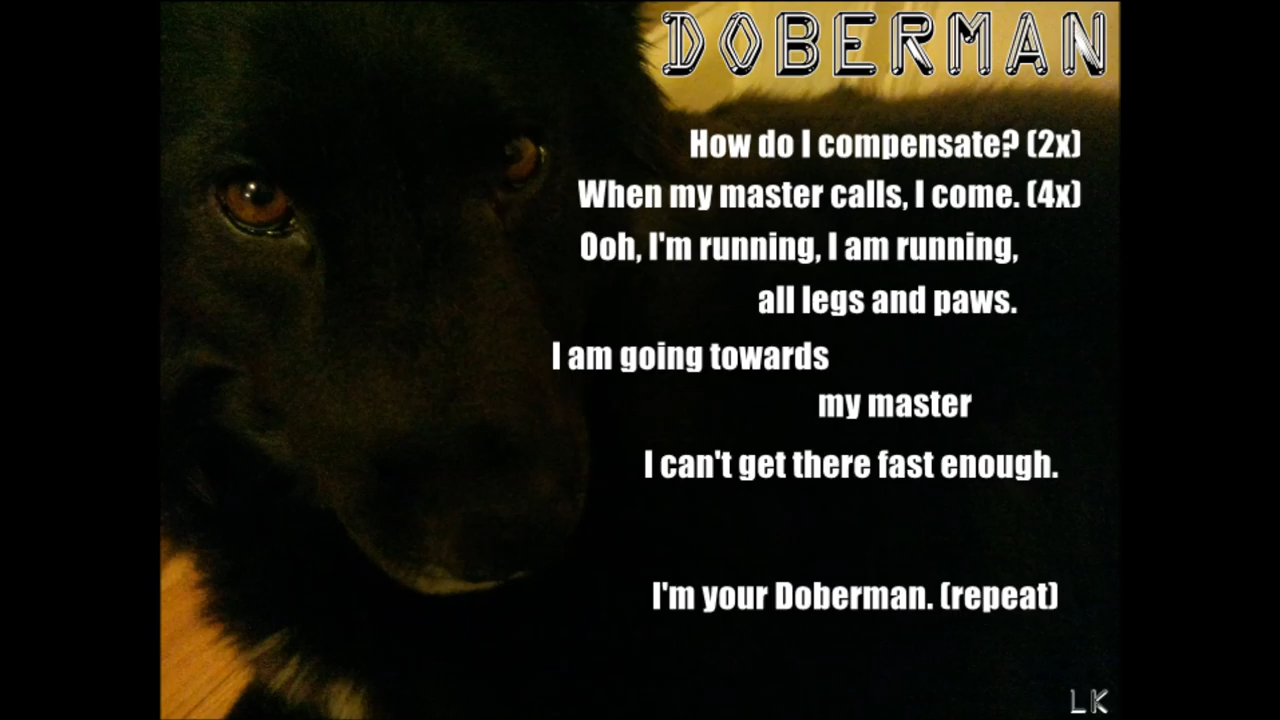 DOBERMAN
How do I compensate? (2x)
When my master calls, I come. (4x)
Ooh, I'm running, I am running,
all legs and paws.
I am going towards
my master
I can't get there fast enough.
I'm your Doberman. (repeat)
LK